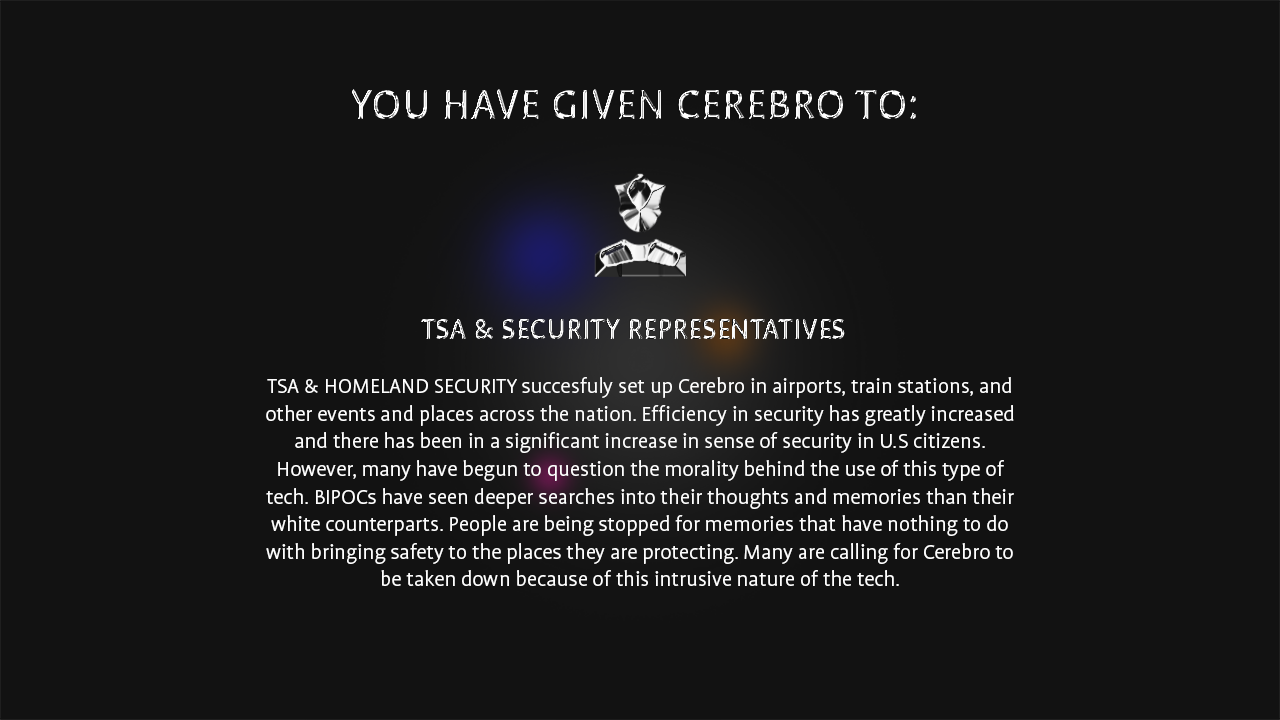 YOU HAVE GIVEN CEREBRO TO:
TSA & SECURITY REPRESENTATIVES
TSA & HOMELAND SECURITY succesfuly set up Cerebro in airports, train stations, and
other events and places across the nation. Efficiency in security has greatly increased
and there has been in a significant increase in sense of security in U.S citizens.
However, many have begun to question the morality behind the use of this type of
tech. BIPOCs have seen deeper searches into their thoughts and memories than their
white counterparts. People are being stopped for memories that have nothing to do
with bringing safety to the places they are protecting. Many are calling for Cerebro to
be taken down because of this intrusive nature of the tech.